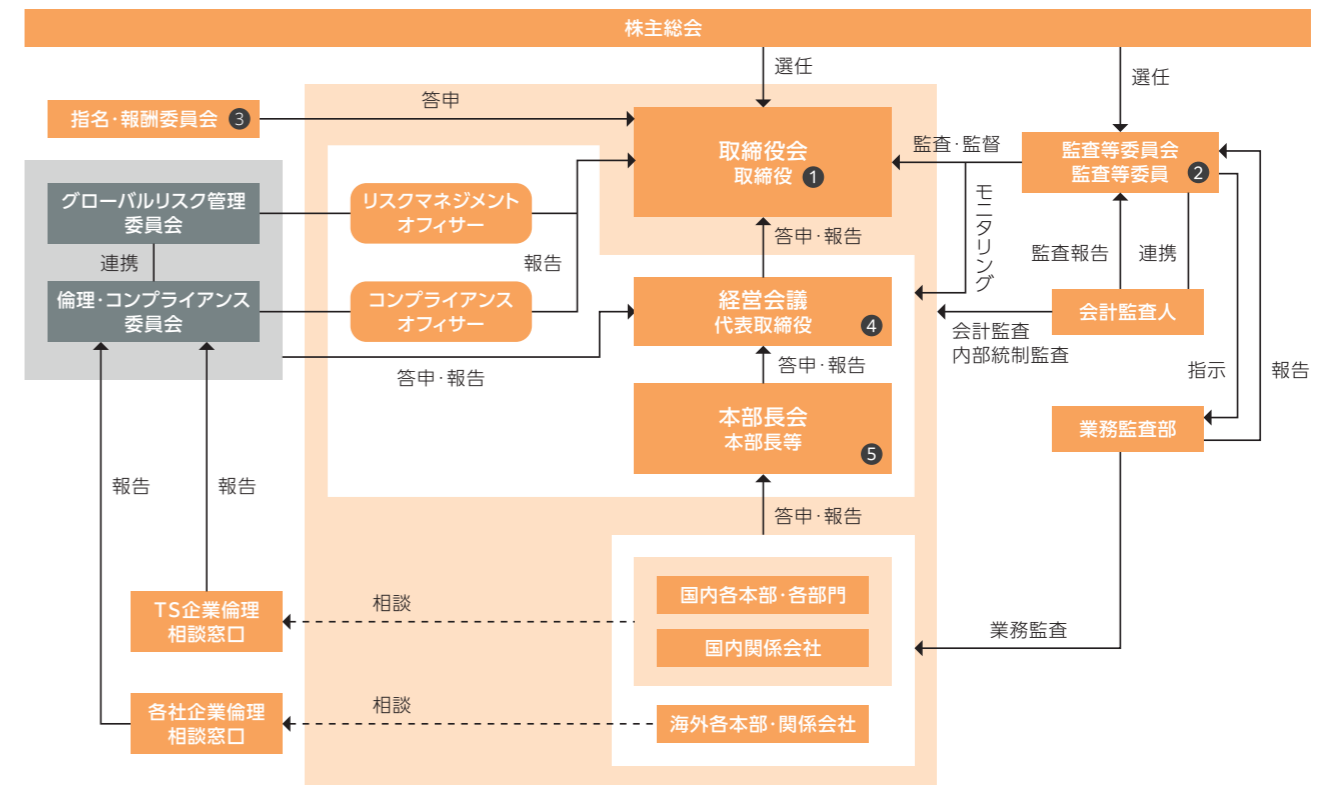 株主総会
選任
選任
答申
指名・報酬委員会 ❸
取締役会
取締役 ❶
監査・監督
監査等委員会
監査等委員 ❷
グローバルリスク管理
委員会
リスクマネジメント
オフィサー
モニタリング
答申・報告
監査報告
連携
連携
報告
倫理・コンプライアンス
委員会
コンプライアンス
オフィサー
経営会議
代表取締役 ❹
会計監査人
会計監査
内部統制監査
答申・報告
答申・報告
指示
報告
本部長会
本部長等
❺
業務監査部
報告
報告
答申・報告
TS企業倫理
相談窓口
相談
国内各本部・各部門
国内関係会社
業務監査
各社企業倫理
相談窓口
相談
海外各本部・関係会社